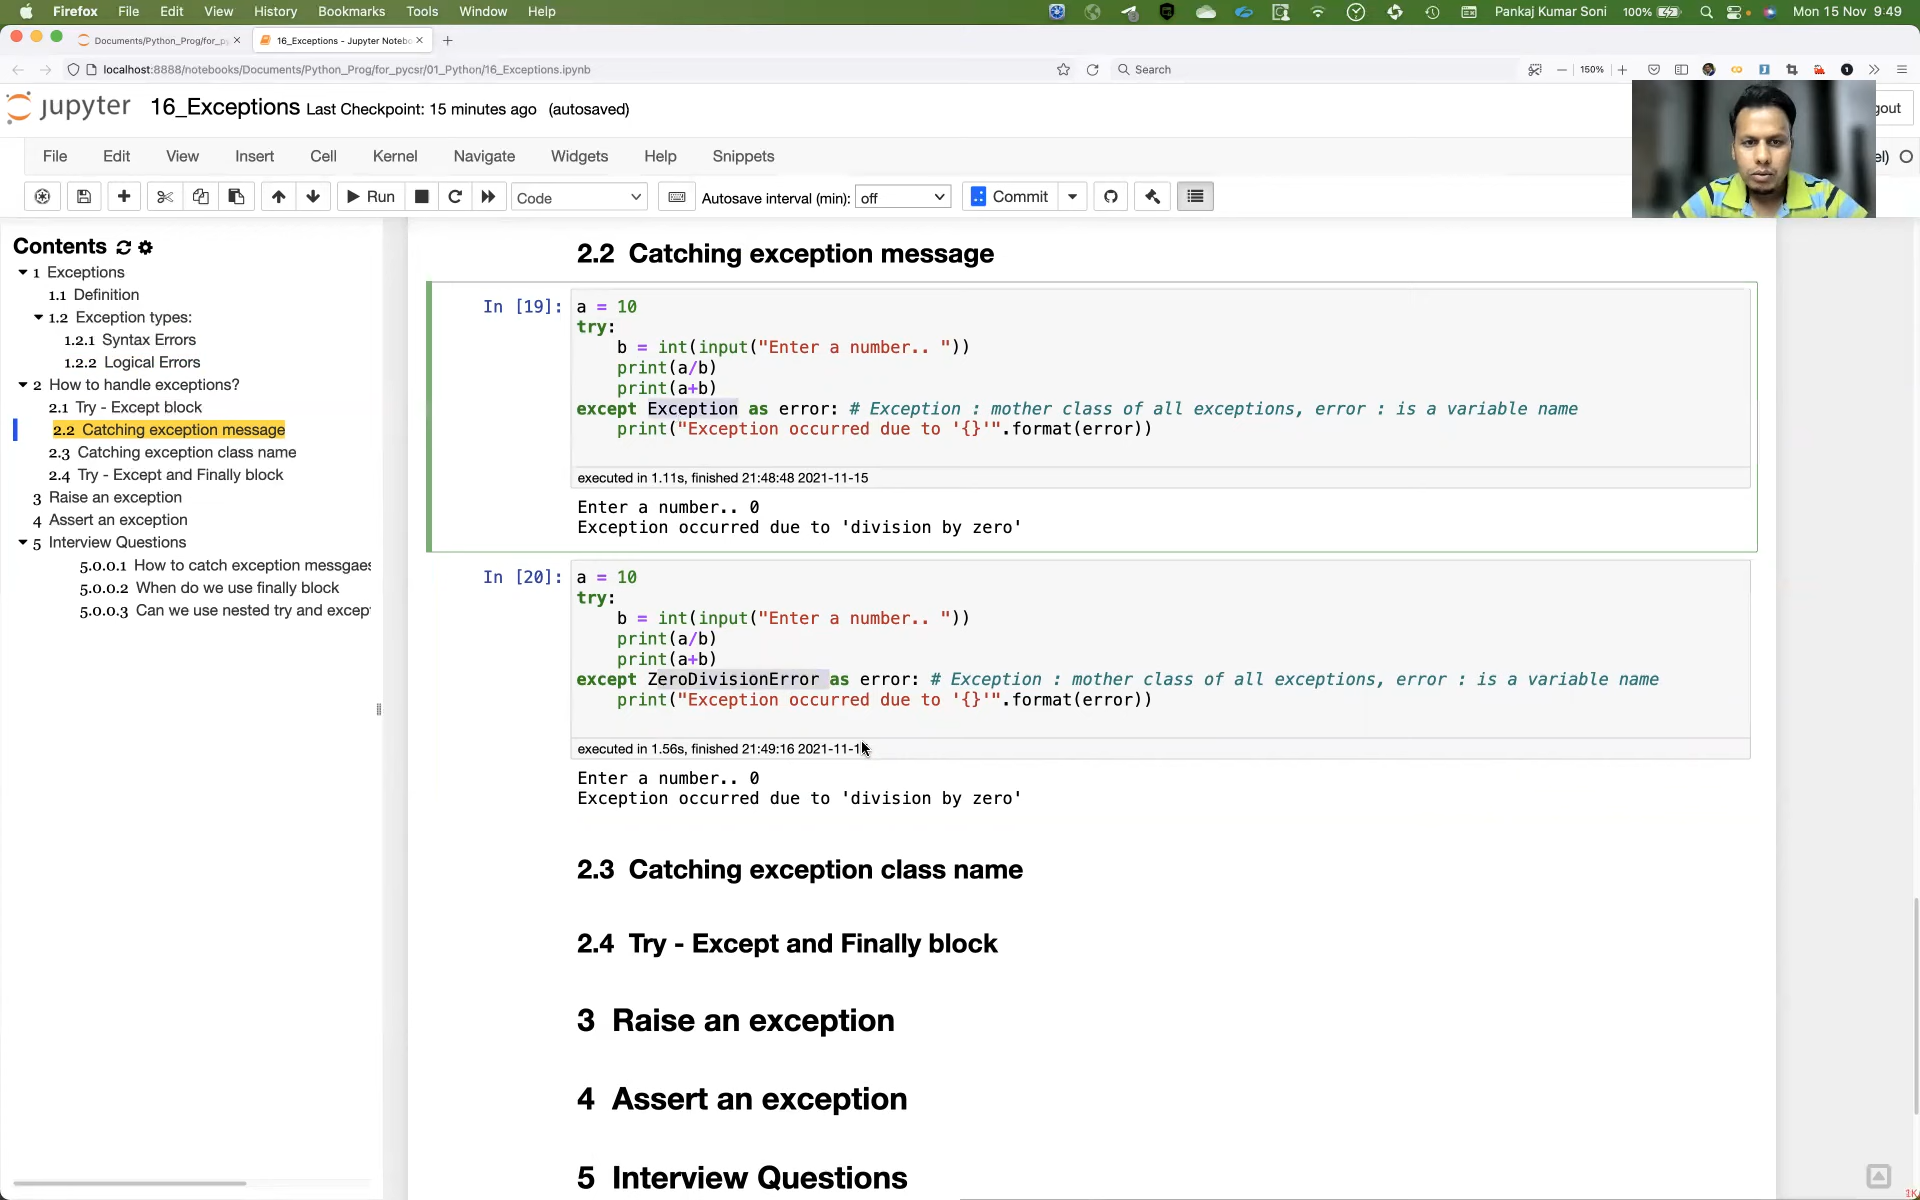 Firefox File Edit View History Bookmarks Tools Window Help
Pankaj Kumar Soni 100% Mon 15 Nov 9:49
Documents/Python_Prog/for_p
16_Exceptions - Jupyter Notebo
localhost:8888/notebooks/Documents/Python_Prog/for_pycsr/01_Python/16_Exceptions.ipynb
Search
150%
jupyter 16_Exceptions Last Checkpoint: 15 minutes ago (autosaved)
gout
File Edit View Insert Cell Kernel Navigate Widgets Help Snippets
el)
Run
Code
Autosave interval (min): off
Commit
Contents
1 Exceptions
1.1 Definition
1.2 Exception types:
1.2.1 Syntax Errors
1.2.2 Logical Errors
2 How to handle exceptions?
2.1 Try - Except block
2.2 Catching exception message
2.3 Catching exception class name
2.4 Try - Except and Finally block
3 Raise an exception
4 Assert an exception
5 Interview Questions
5.0.0.1 How to catch exception messgaes
5.0.0.2 When do we use finally block
5.0.0.3 Can we use nested try and excep
2.2 Catching exception message
In [19]: a = 10
try:
b = int(input("Enter a number.. "))
print(a/b)
print(a+b)
except Exception as error: # Exception : mother class of all exceptions, error : is a variable name
print("Exception occurred due to '{}'".format(error))
executed in 1.11s, finished 21:48:48 2021-11-15
Enter a number.. 0
Exception occurred due to 'division by zero'
In [20]: a = 10
try:
b = int(input("Enter a number.. "))
print(a/b)
print(a+b)
except ZeroDivisionError as error: # Exception : mother class of all exceptions, error : is a variable name
print("Exception occurred due to '{}'".format(error))
executed in 1.56s, finished 21:49:16 2021-11-1
Enter a number.. 0
Exception occurred due to 'division by zero'
2.3 Catching exception class name
2.4 Try - Except and Finally block
3 Raise an exception
4 Assert an exception
5 Interview Questions